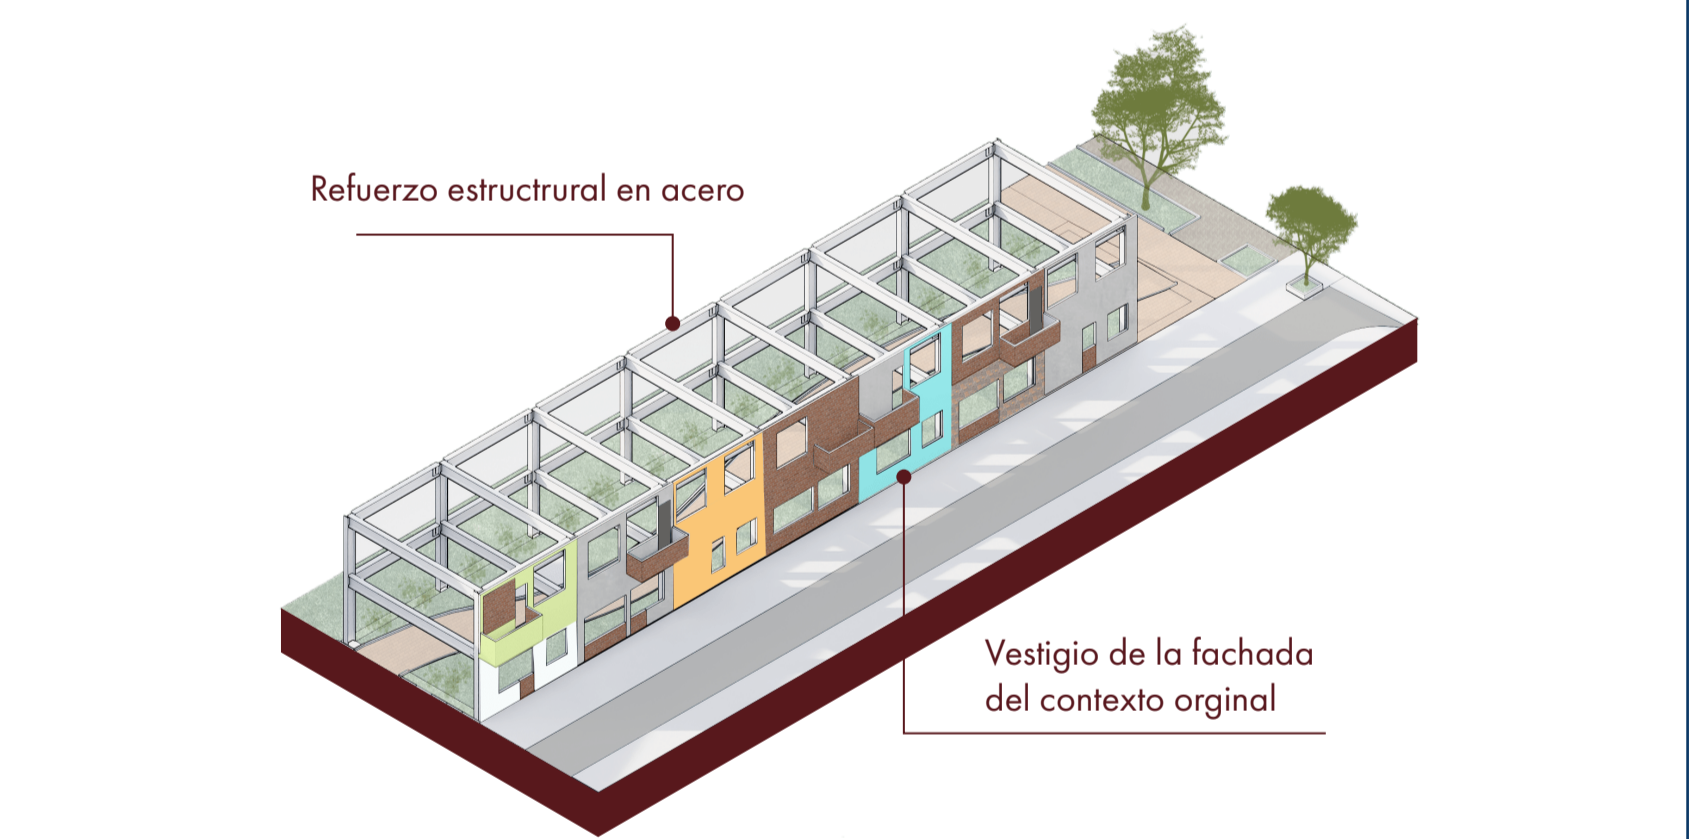 Refuerzo estructrural en acero
Vestigio de la fachada
del contexto orginal